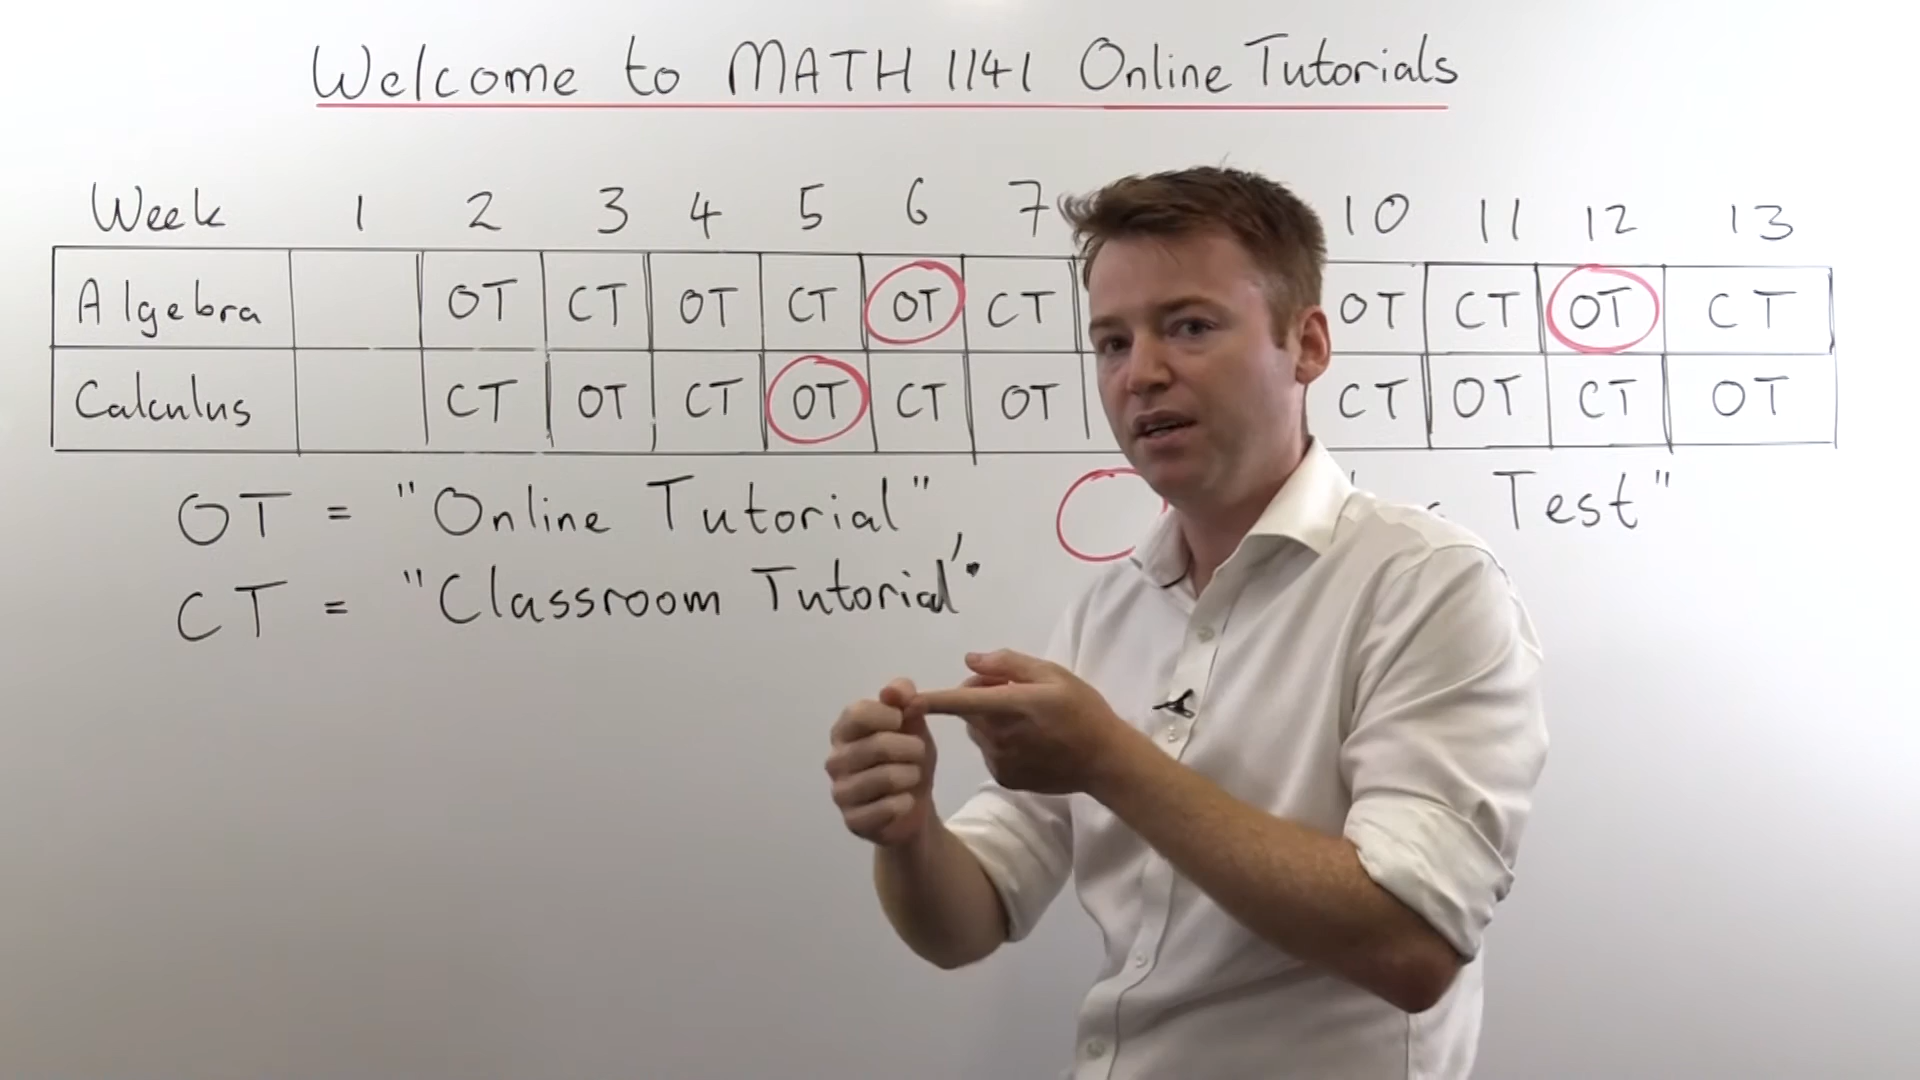 Welcome to MATH 1141 Online Tutorials
Week 1 2 3 4 5 6 7 10 11 12 13
Algebra OT CT OT CT OT CT OT CT OT CT
Calculus CT OT CT OT CT OT CT OT CT OT
OT = "Online Tutorial", Test"
CT = "Classroom Tutorial".